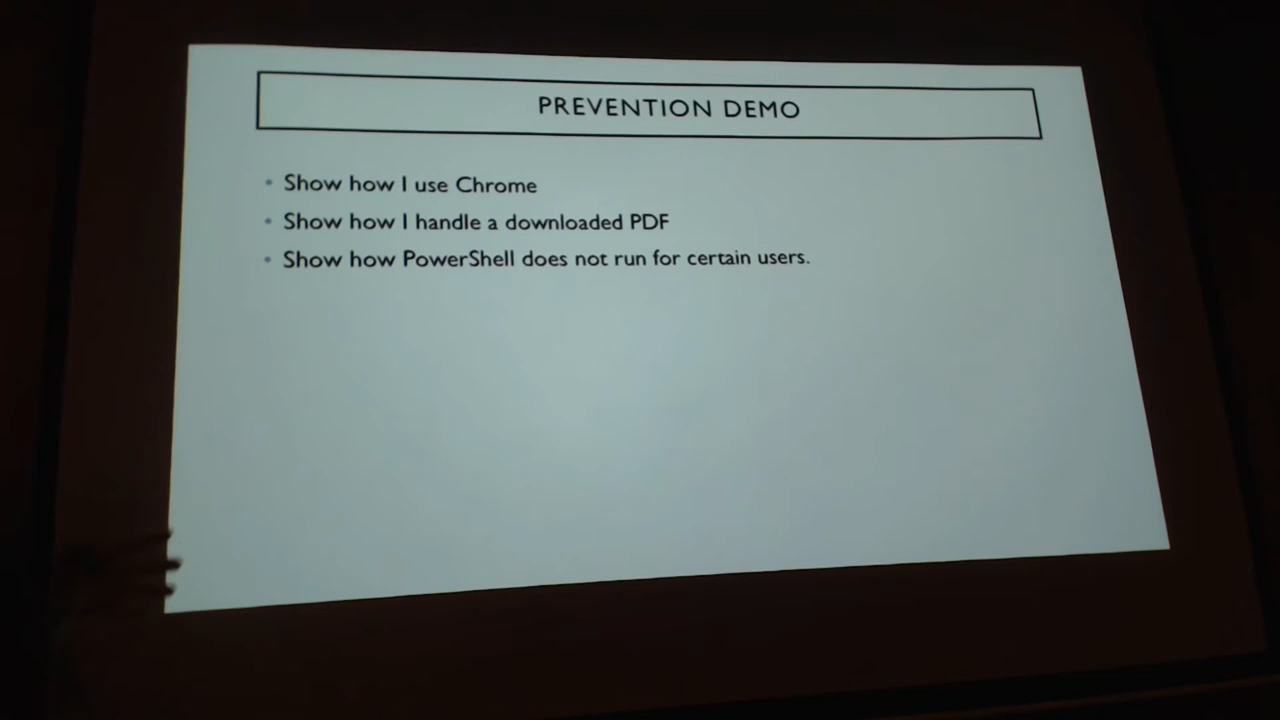 PREVENTION DEMO
• Show how I use Chrome
• Show how I handle a downloaded PDF
• Show how PowerShell does not run for certain users.